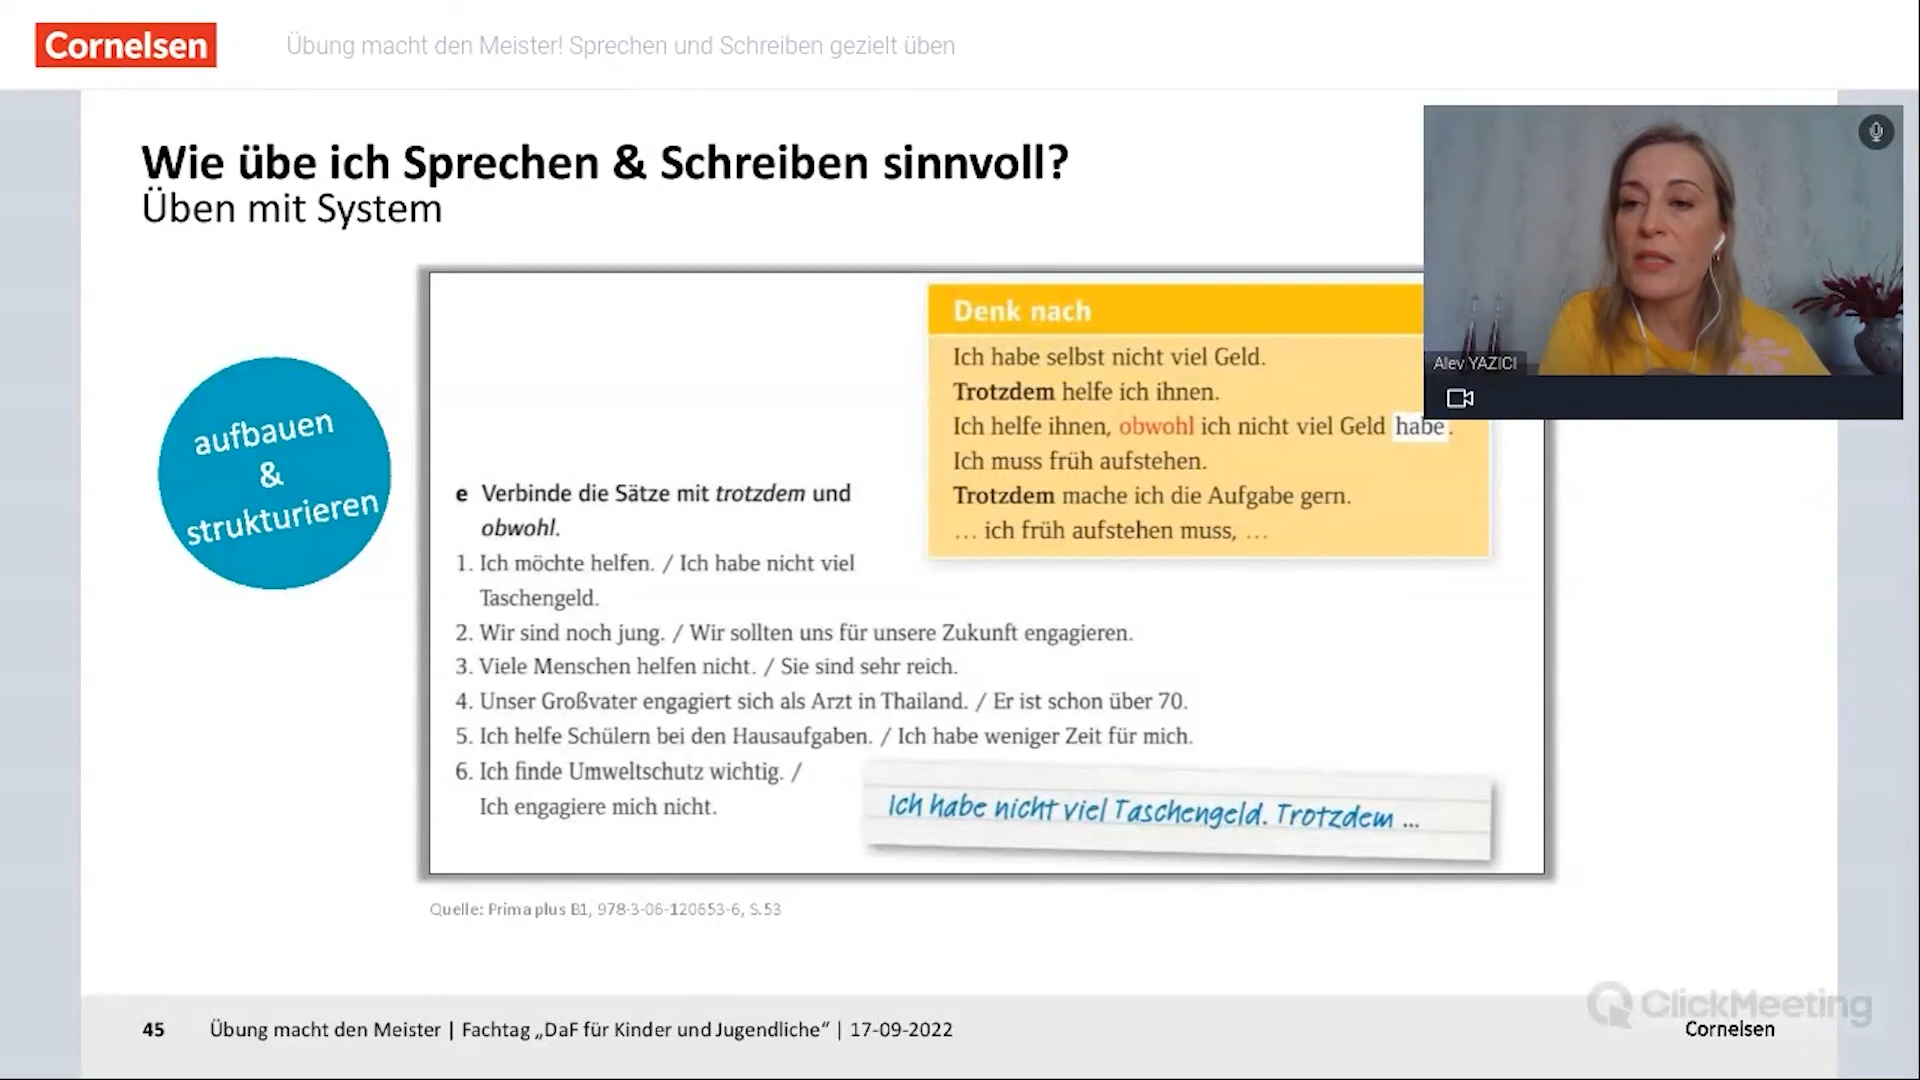 Cornelsen
Übung macht den Meister! Sprechen und Schreiben gezielt üben
Wie übe ich Sprechen & Schreiben sinnvoll?
Üben mit System
aufbauen
&
strukturieren
Denk nach
Ich habe selbst nicht viel Geld.
Trotzdem helfe ich ihnen.
Ich helfe ihnen, obwohl ich nicht viel Geld habe.
Ich muss früh aufstehen.
Trotzdem mache ich die Aufgabe gern.
... ich früh aufstehen muss, ...
e Verbinde die Sätze mit trotzdem und
obwohl.
1. Ich möchte helfen. / Ich habe nicht viel
Taschengeld.
2. Wir sind noch jung. / Wir sollten uns für unsere Zukunft engagieren.
3. Viele Menschen helfen nicht. / Sie sind sehr reich.
4. Unser Großvater engagiert sich als Arzt in Thailand. / Er ist schon über 70.
5. Ich helfe Schülern bei den Hausaufgaben. / Ich habe weniger Zeit für mich.
6. Ich finde Umweltschutz wichtig. /
Ich engagiere mich nicht.
Ich habe nicht viel Taschengeld. Trotzdem ...
Quelle: Prima plus B1, 978-3-06-120653-6, S.53
Alev YAZICI
ClickMeeting
45 Übung macht den Meister | Fachtag „DaF für Kinder und Jugendliche“ | 17-09-2022
Cornelsen